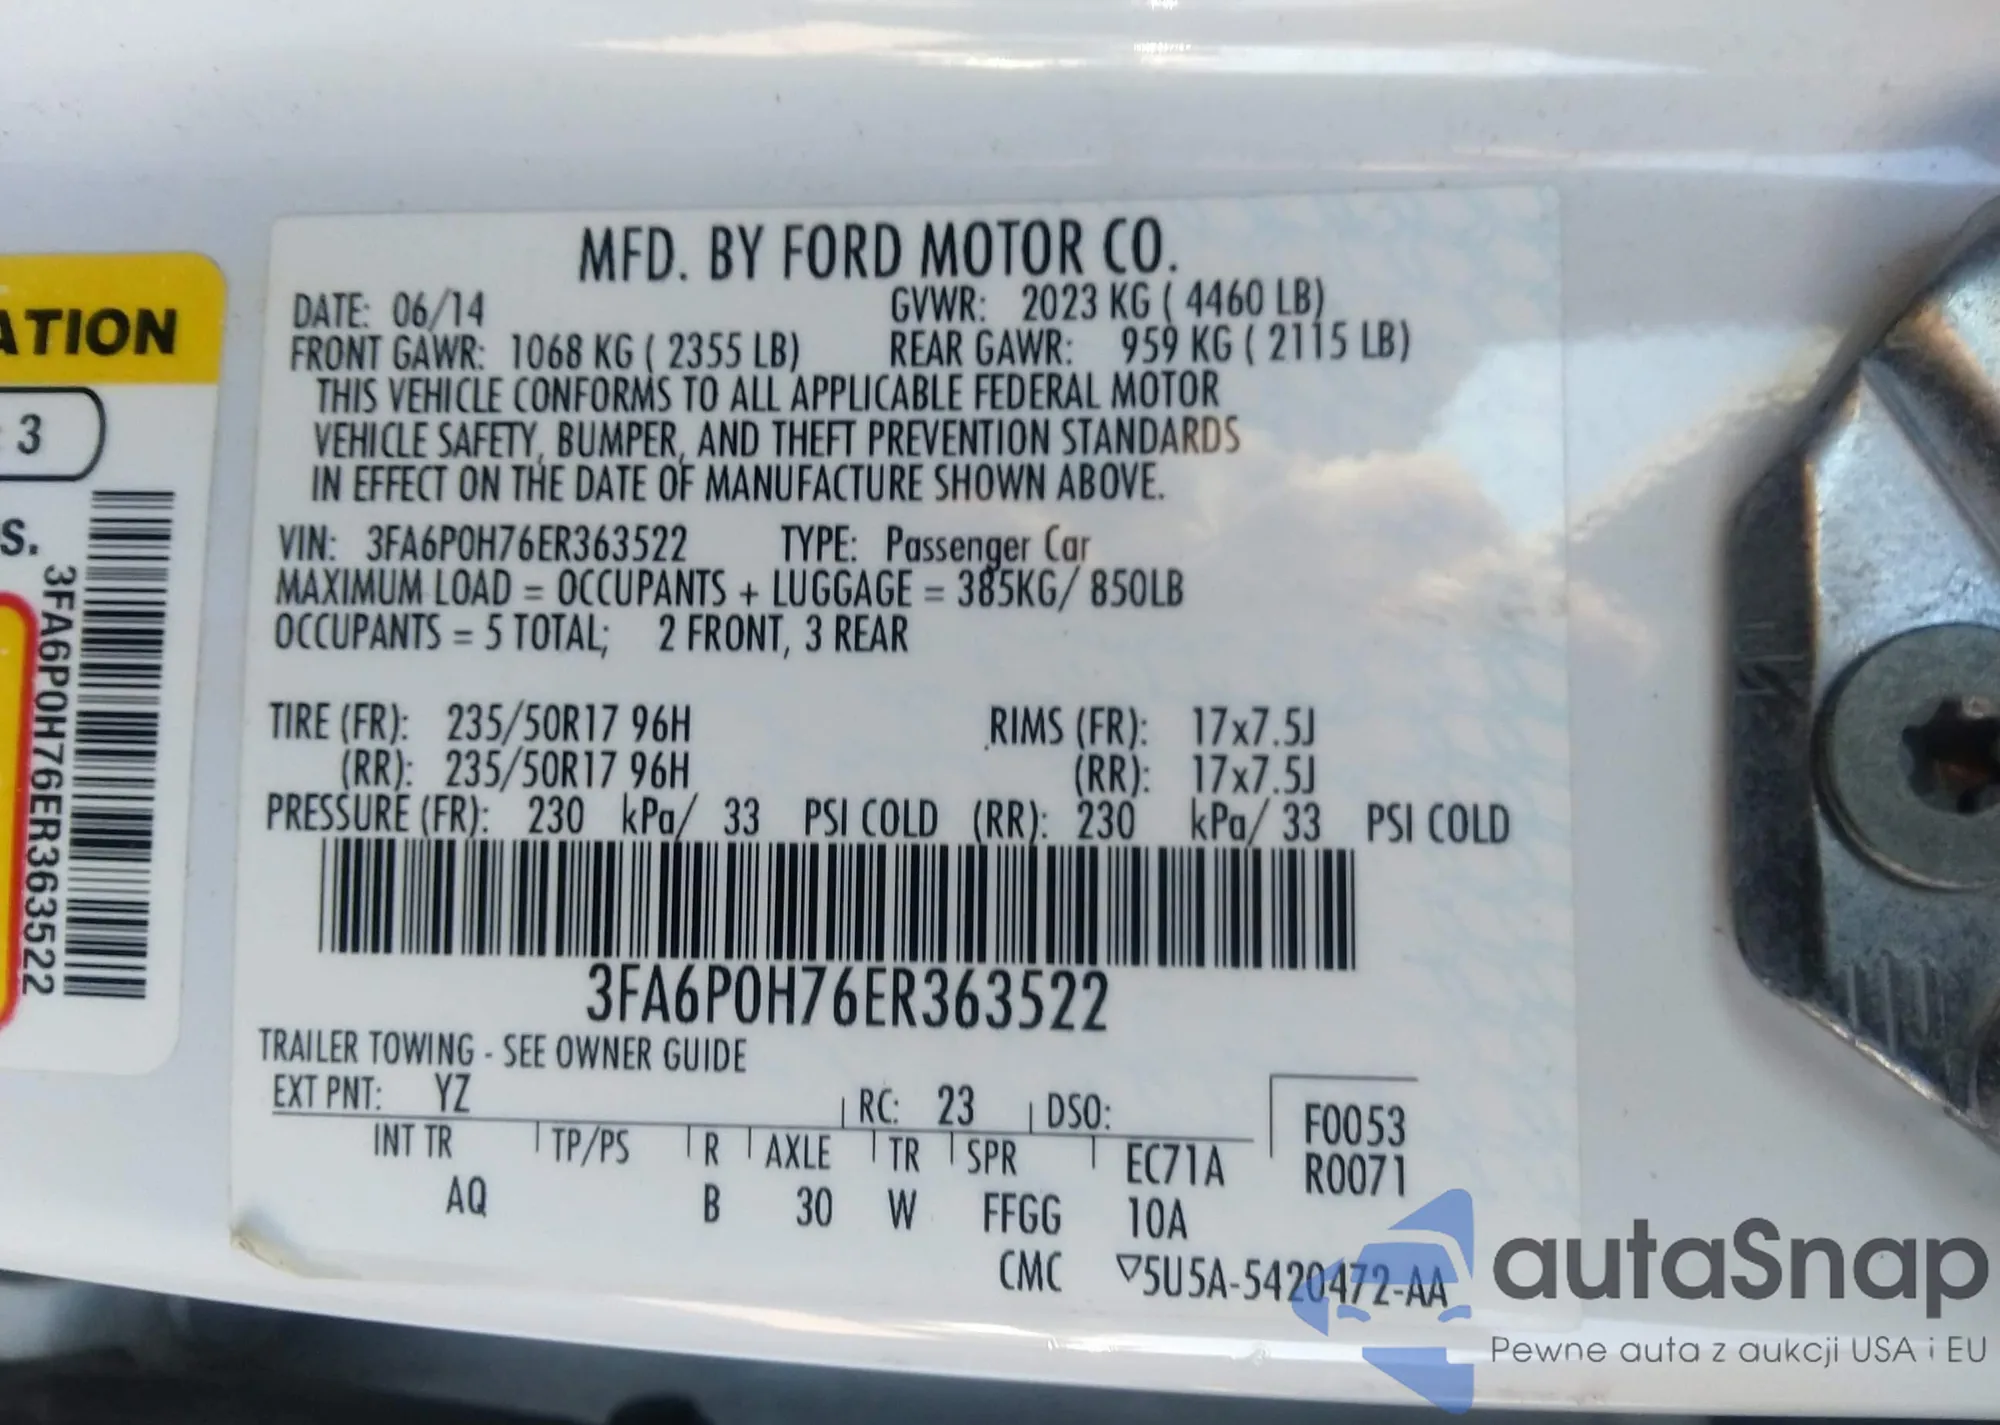 MFD. BY FORD MOTOR CO.
DATE: 06/14 GVWR: 2023 KG ( 4460 LB)
FRONT GAWR: 1068 KG ( 2355 LB) REAR GAWR: 959 KG ( 2115 LB)
THIS VEHICLE CONFORMS TO ALL APPLICABLE FEDERAL MOTOR
VEHICLE SAFETY, BUMPER, AND THEFT PREVENTION STANDARDS
IN EFFECT ON THE DATE OF MANUFACTURE SHOWN ABOVE.
VIN: 3FA6P0H76ER363522 TYPE: Passenger Car
MAXIMUM LOAD = OCCUPANTS + LUGGAGE = 385KG/ 850LB
OCCUPANTS = 5 TOTAL; 2 FRONT, 3 REAR
TIRE (FR): 235/50R17 96H RIMS (FR): 17x7.5J
(RR): 235/50R17 96H (RR): 17x7.5J
PRESSURE (FR): 230 kPa/ 33 PSI COLD (RR): 230 kPa/ 33 PSI COLD
3FA6P0H76ER363522
TRAILER TOWING - SEE OWNER GUIDE
EXT PNT: YZ RC: 23 DSO: F0053
INT TR TP/PS R AXLE TR SPR EC71A R0071
AQ B 30 W FFGG 10A
CMC ▽5U5A-5420472-AA
ATION
3
S.
3FA6P0H76ER363522
autaSnap
Pewne auta z aukcji USA i EU